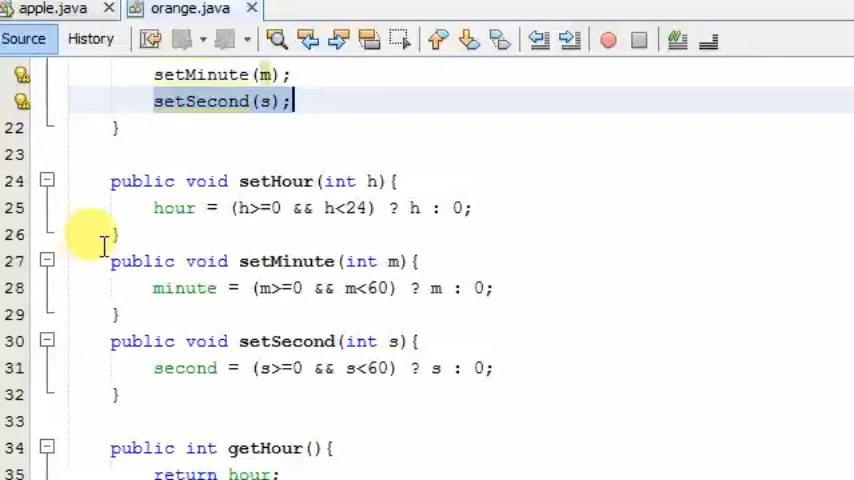 apple.java orange.java
Source History
setMinute(m);
setSecond(s);
22 }
23
24 public void setHour(int h){
25 hour = (h>=0 && h<24) ? h : 0;
26 }
27 public void setMinute(int m){
28 minute = (m>=0 && m<60) ? m : 0;
29 }
30 public void setSecond(int s){
31 second = (s>=0 && s<60) ? s : 0;
32 }
33
34 public int getHour(){
35 return hour;